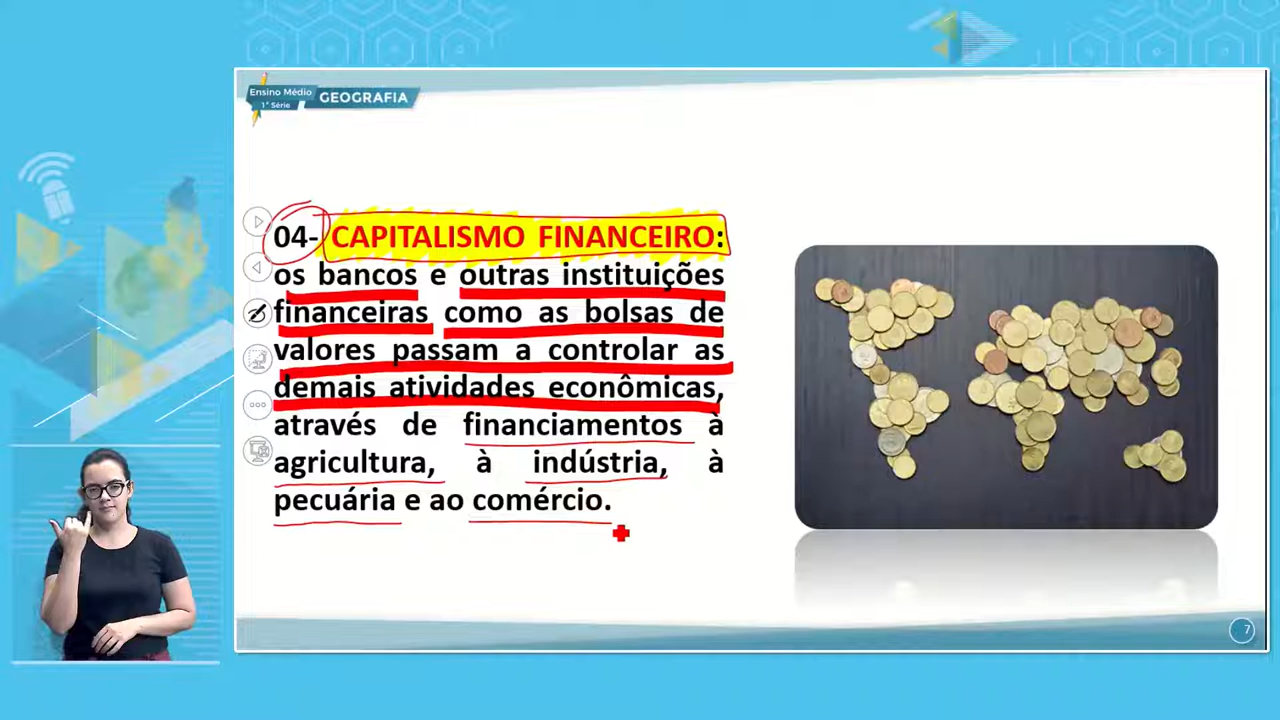 Ensino Médio
1ª Série
GEOGRAFIA
04- CAPITALISMO FINANCEIRO:
os bancos e outras instituições
financeiras como as bolsas de
valores passam a controlar as
demais atividades econômicas,
através de financiamentos à
agricultura, à indústria, à
pecuária e ao comércio.
7